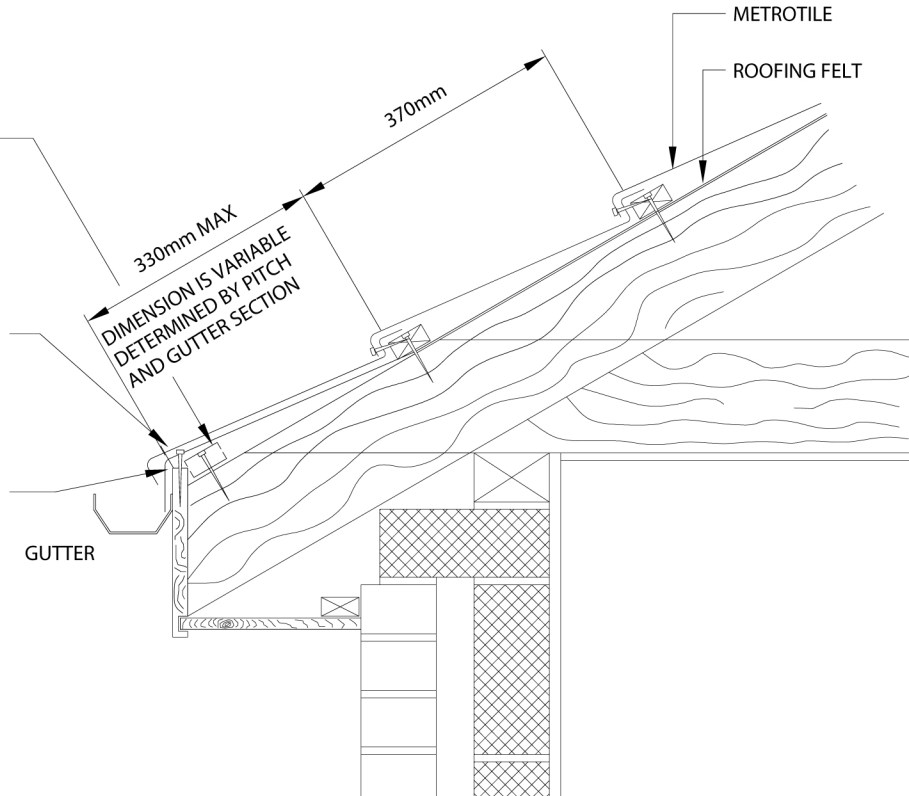 METROTILE
ROOFING FELT
370mm
330mm MAX
DIMENSION IS VARIABLE
DETERMINED BY PITCH
AND GUTTER SECTION
GUTTER